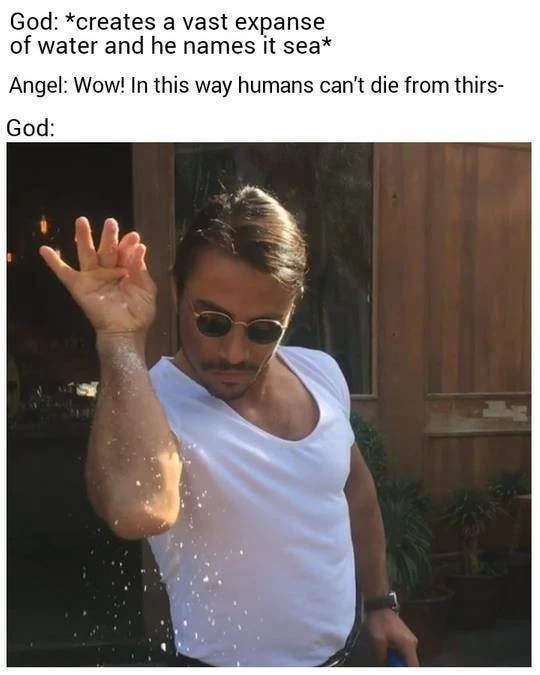 God: *creates a vast expanse
of water and he names it sea*
Angel: Wow! In this way humans can't die from thirs-
God: